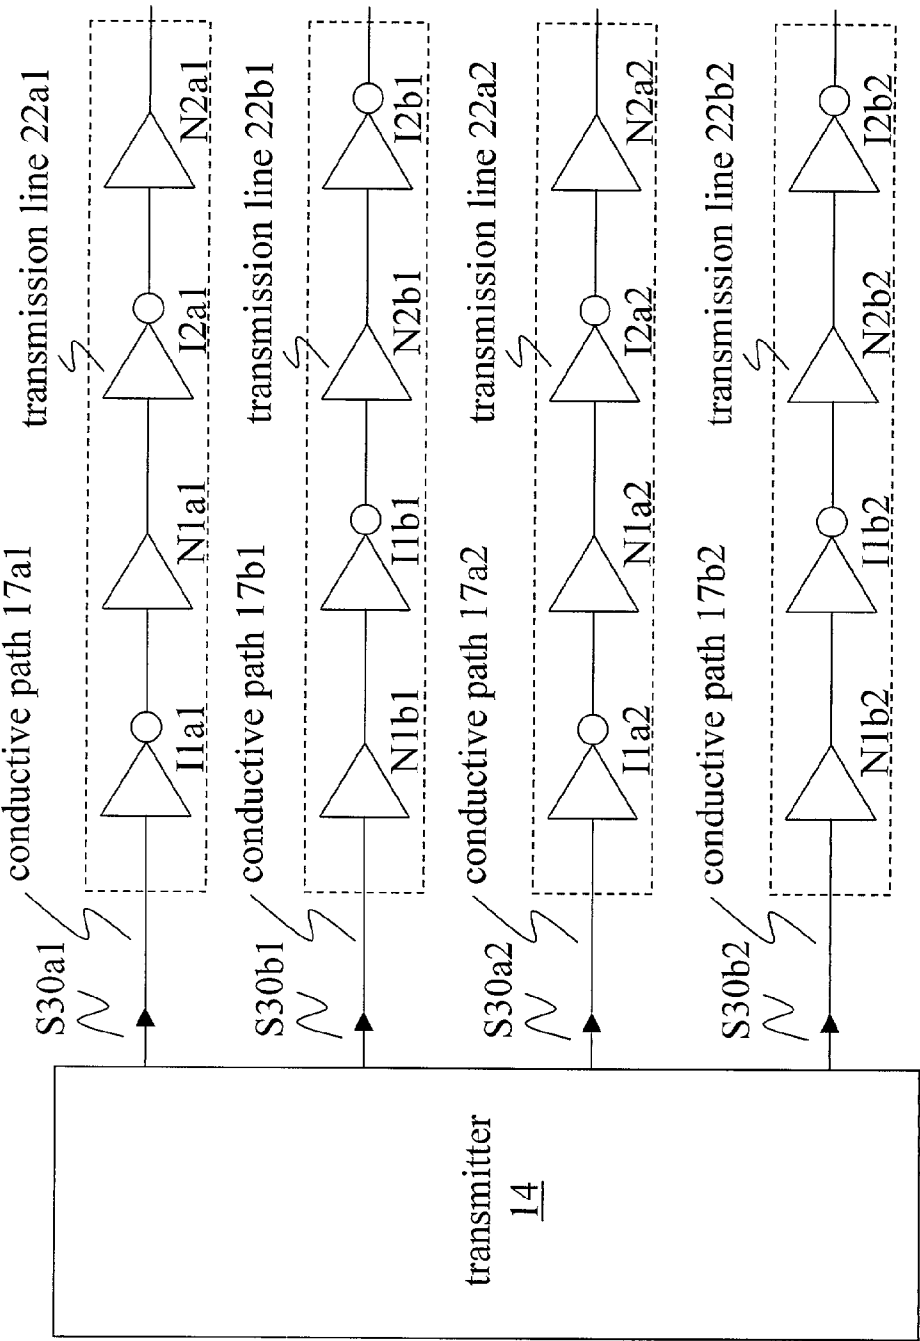 transmitter
14
S30a1
conductive path 17a1
transmission line 22a1
I1a1
N1a1
I2a1
N2a1
S30b1
conductive path 17b1
transmission line 22b1
N1b1
I1b1
N2b1
I2b1
S30a2
conductive path 17a2
transmission line 22a2
I1a2
N1a2
I2a2
N2a2
S30b2
conductive path 17b2
transmission line 22b2
N1b2
I1b2
N2b2
I2b2